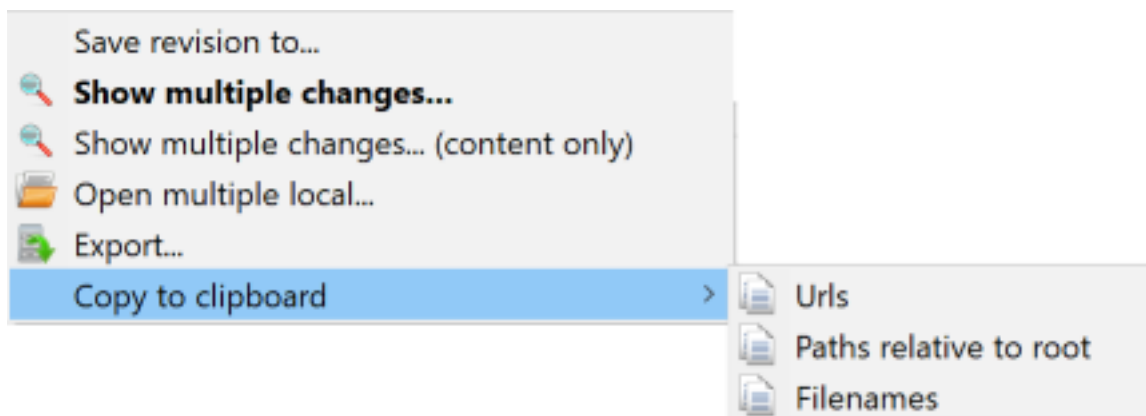 Save revision to...
Show multiple changes...
Show multiple changes... (content only)
Open multiple local...
Export...
Copy to clipboard
Urls
Paths relative to root
Filenames